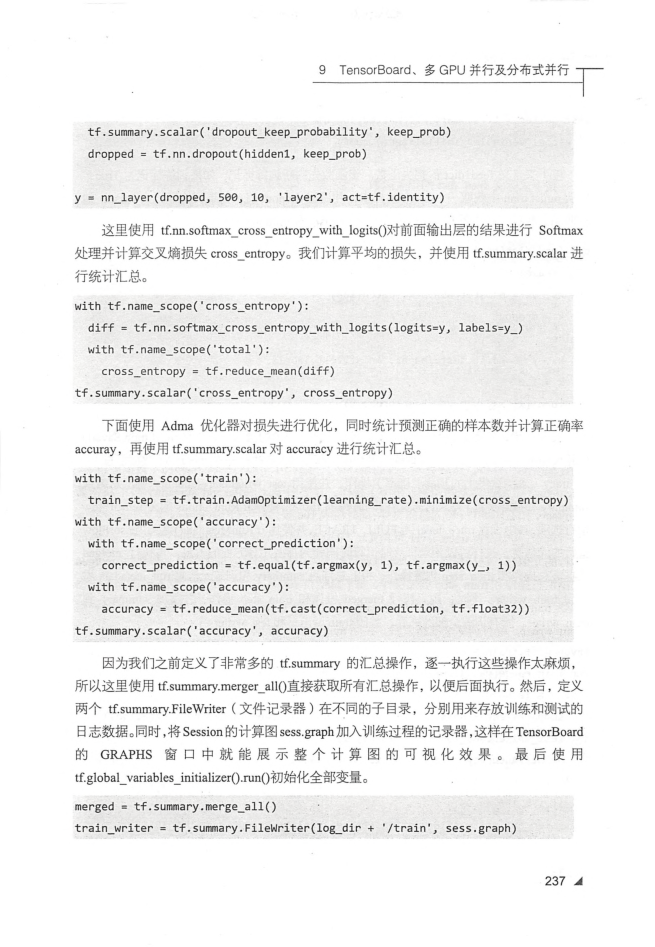 9 TensorBoard、多 GPU 并行及分布式并行
tf.summary.scalar('dropout_keep_probability', keep_prob)
dropped = tf.nn.dropout(hidden1, keep_prob)
y = nn_layer(dropped, 500, 10, 'layer2', act=tf.identity)
这里使用 tf.nn.softmax_cross_entropy_with_logits()对前面输出层的结果进行 Softmax
处理并计算交叉熵损失 cross_entropy。我们计算平均的损失，并使用 tf.summary.scalar 进
行统计汇总。
with tf.name_scope('cross_entropy'):
diff = tf.nn.softmax_cross_entropy_with_logits(logits=y, labels=y_)
with tf.name_scope('total'):
cross_entropy = tf.reduce_mean(diff)
tf.summary.scalar('cross_entropy', cross_entropy)
下面使用 Adma 优化器对损失进行优化，同时统计预测正确的样本数并计算正确率
accuray，再使用 tf.summary.scalar 对 accuracy 进行统计汇总。
with tf.name_scope('train'):
train_step = tf.train.AdamOptimizer(learning_rate).minimize(cross_entropy)
with tf.name_scope('accuracy'):
with tf.name_scope('correct_prediction'):
correct_prediction = tf.equal(tf.argmax(y, 1), tf.argmax(y_, 1))
with tf.name_scope('accuracy'):
accuracy = tf.reduce_mean(tf.cast(correct_prediction, tf.float32))
tf.summary.scalar('accuracy', accuracy)
因为我们之前定义了非常多的 tf.summary 的汇总操作，逐一执行这些操作太麻烦，
所以这里使用 tf.summary.merger_all()直接获取所有汇总操作，以便后面执行。然后，定义
两个 tf.summary.FileWriter（文件记录器）在不同的子目录，分别用来存放训练和测试的
日志数据。同时，将 Session 的计算图 sess.graph 加入训练过程的记录器，这样在 TensorBoard
的 GRAPHS 窗口中就能展示整个计算图的可视化效果。最后使用
tf.global_variables_initializer().run()初始化全部变量。
merged = tf.summary.merge_all()
train_writer = tf.summary.FileWriter(log_dir + '/train', sess.graph)
237